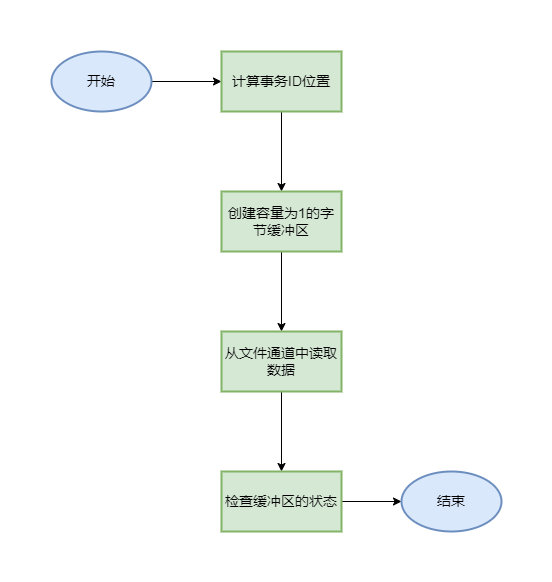 开始
计算事务ID位置
创建容量为1的字
节缓冲区
从文件通道中读取
数据
检查缓冲区的状态
结束